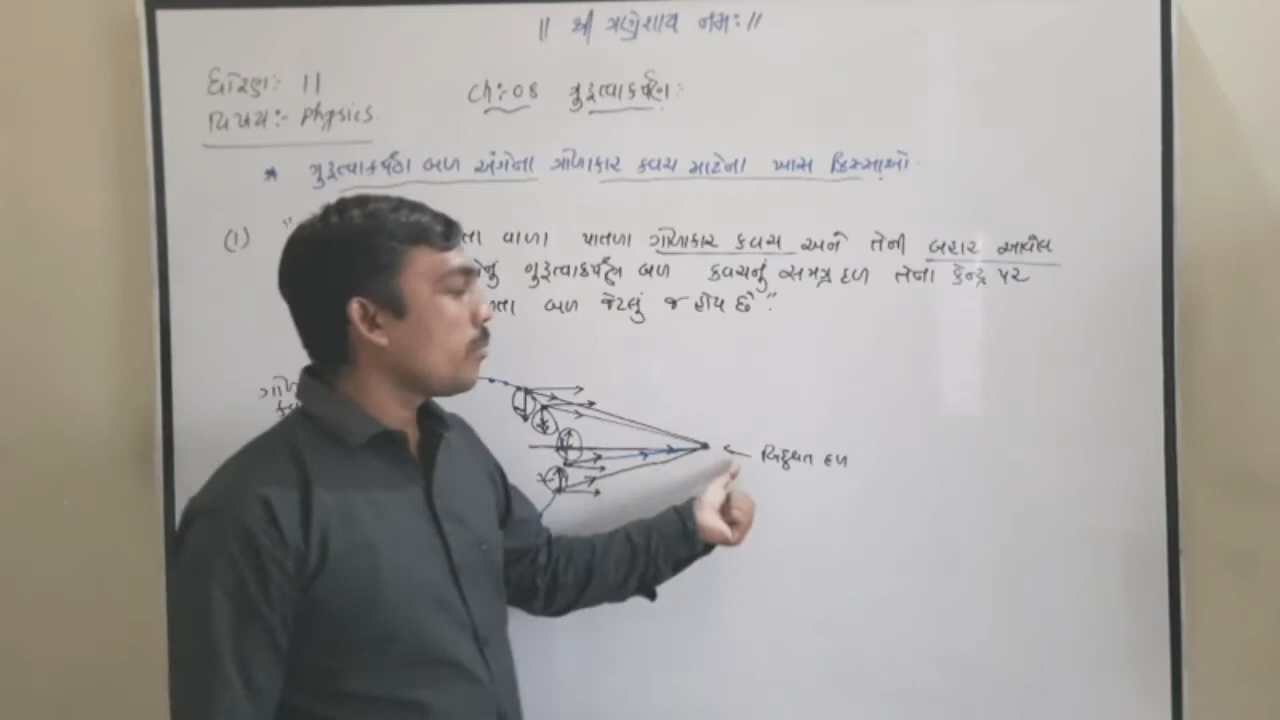 || શ્રી ગણેશાય નમઃ ||
ધોરણઃ 11
Ch:-08 ગુરુત્વાકર્ષણ:
વિષયઃ- Physics.
* ગુરુત્વાકર્ષણ બળ અંગેના ગોળાકાર કવચ માટેના ખાસ કિસ્સાઓ
(1) " તા વાળા પાતળા ગોળાકાર કવચ અને તેની બહાર આવેલ
નું ગુરુત્વાકર્ષણ બળ કવચનું સમગ્ર દળ તેના કેન્દ્ર પર
તા બળ જેટલું જ હોય છે".
ગોળ
ક
બિંદુવત દળ